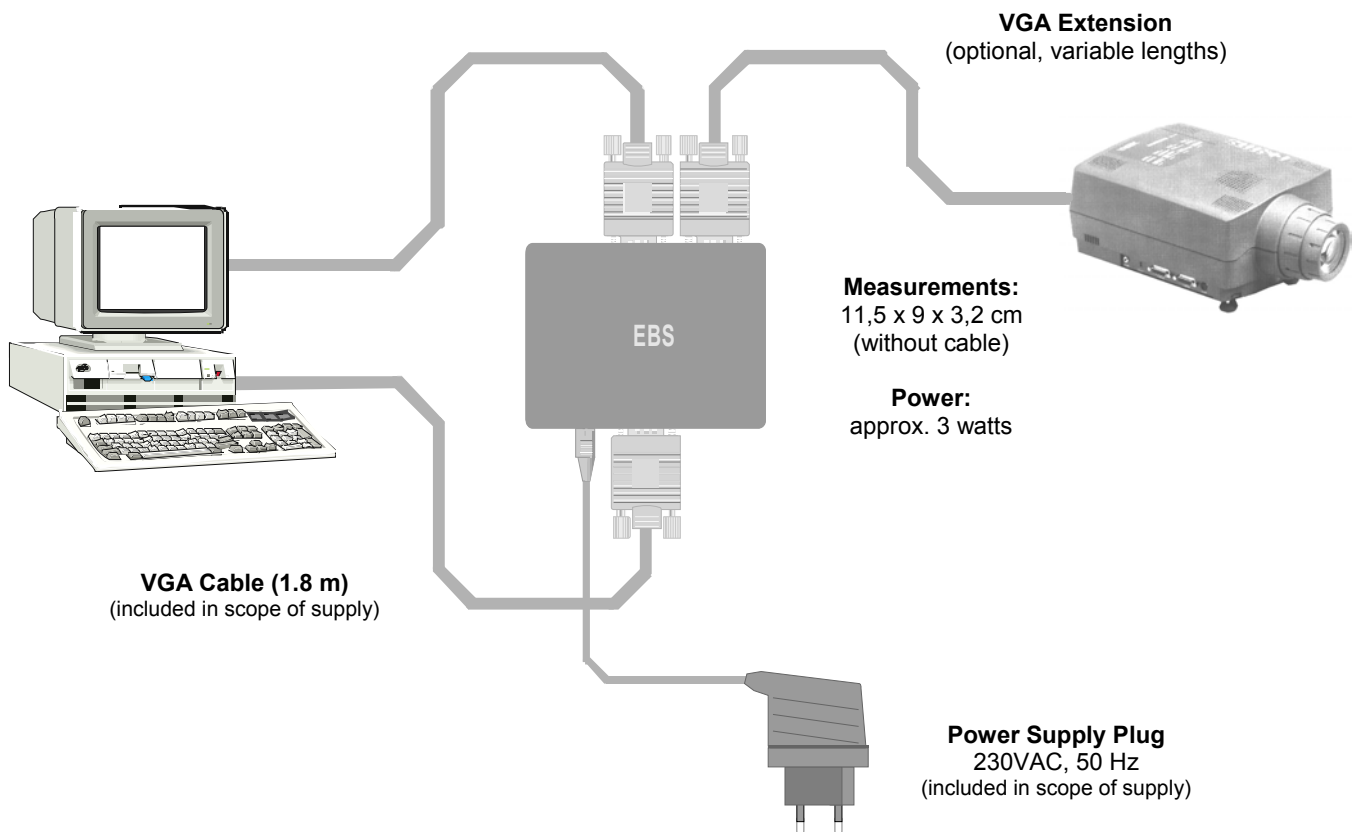 VGA Extension
(optional, variable lengths)
EBS
Measurements:
11,5 x 9 x 3,2 cm
(without cable)
Power:
approx. 3 watts
VGA Cable (1.8 m)
(included in scope of supply)
Power Supply Plug
230VAC, 50 Hz
(included in scope of supply)